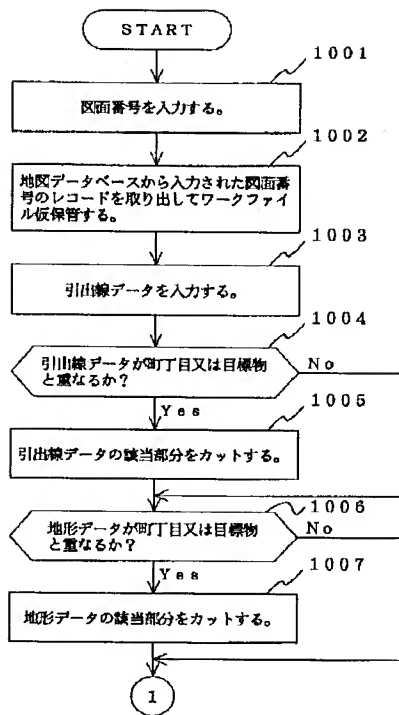 START
1001
図面番号を入力する。
1002
地図データベースから入力された図面番
号のレコードを取り出してワークファイル
仮保管する。
1003
引出線データを入力する。
1004
引出線データが町丁目又は目標物
と重なるか?
No
Yes
1005
引出線データの該当部分をカットする。
1006
地形データが町丁目又は目標物
と重なるか?
No
Yes
1007
地形データの該当部分をカットする。
1